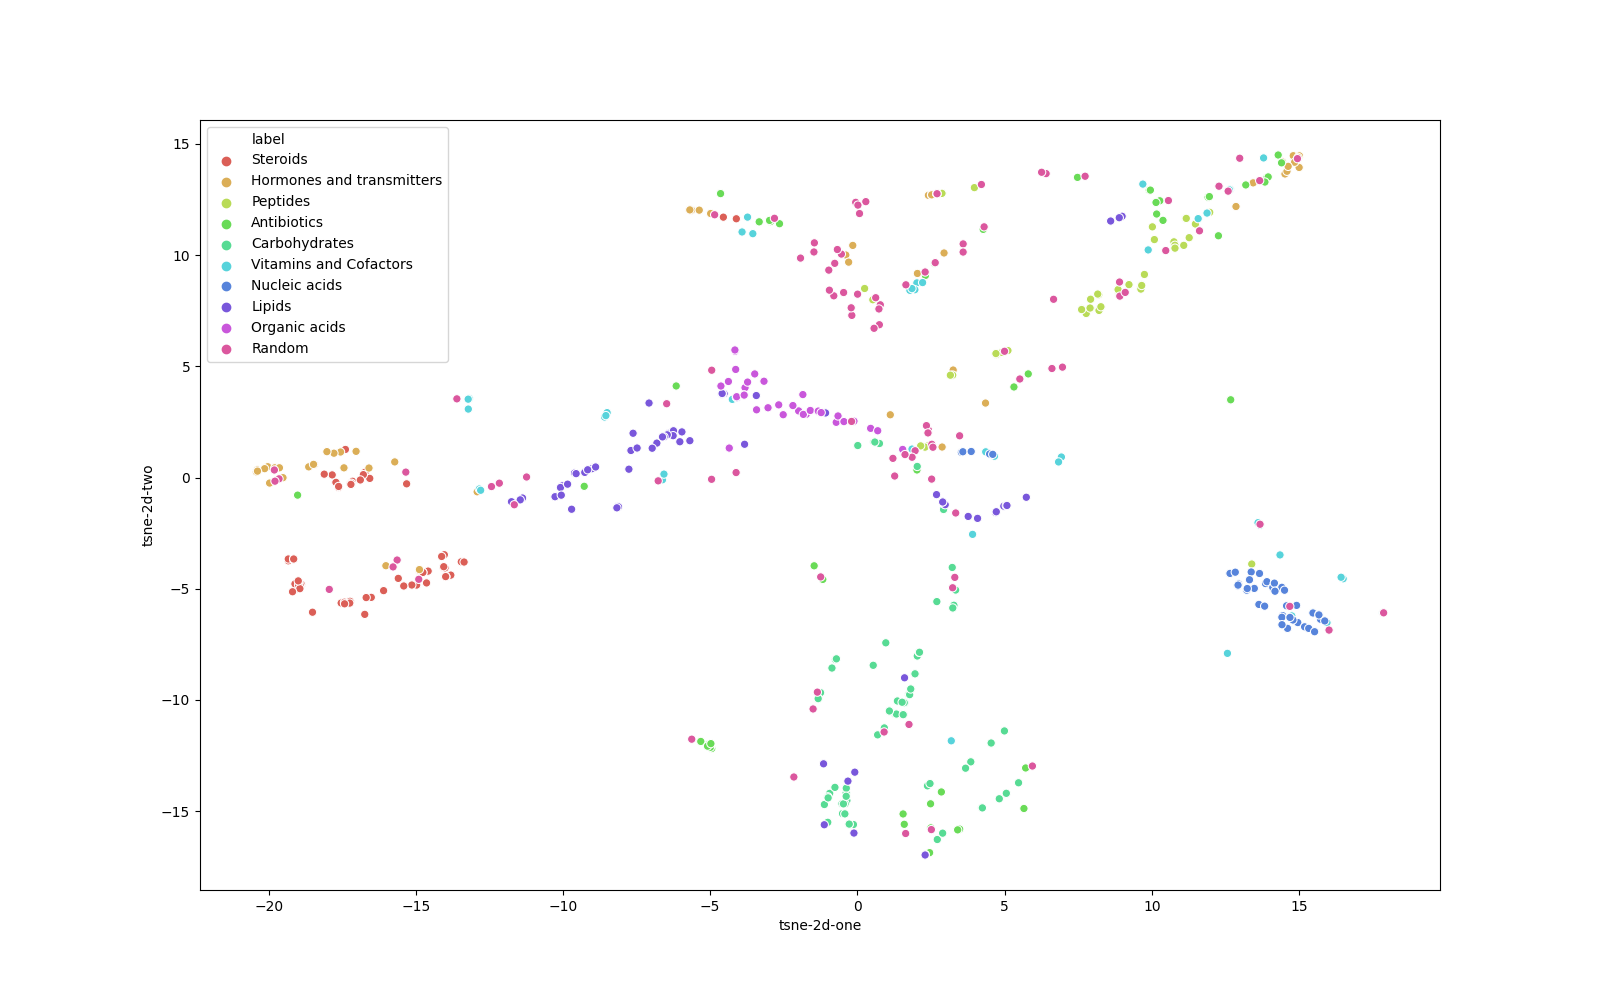 label
Steroids
Hormones and transmitters
Peptides
Antibiotics
Carbohydrates
Vitamins and Cofactors
Nucleic acids
Lipids
Organic acids
Random
15
10
5
0
−5
−10
−15
tsne-2d-two
−20 −15 −10 −5 0 5 10 15
tsne-2d-one